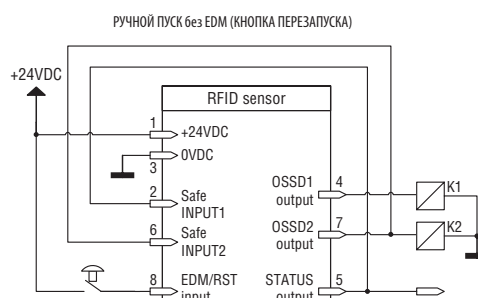 РУЧНОЙ ПУСК без EDM (КНОПКА ПЕРЕЗАПУСКА)
+24VDC
RFID sensor
1
+24VDC
0VDC
3
2
Safe
INPUT1
6
Safe
INPUT2
8
EDM/RST
input
OSSD1
output
4
K1
OSSD2
output
7
K2
STATUS
output
5